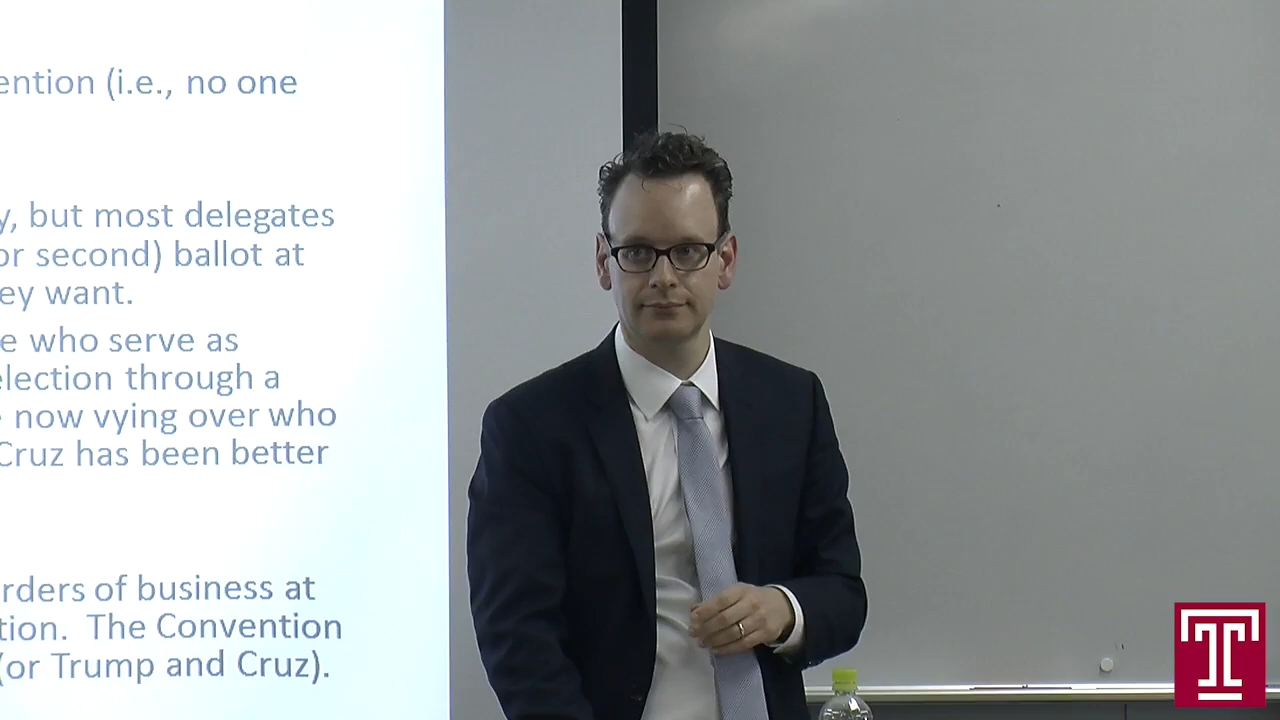 ention (i.e., no one
y, but most delegates
or second) ballot at
ey want.
e who serve as
election through a
now vying over who
Cruz has been better
rders of business at
tion. The Convention
(or Trump and Cruz).
T